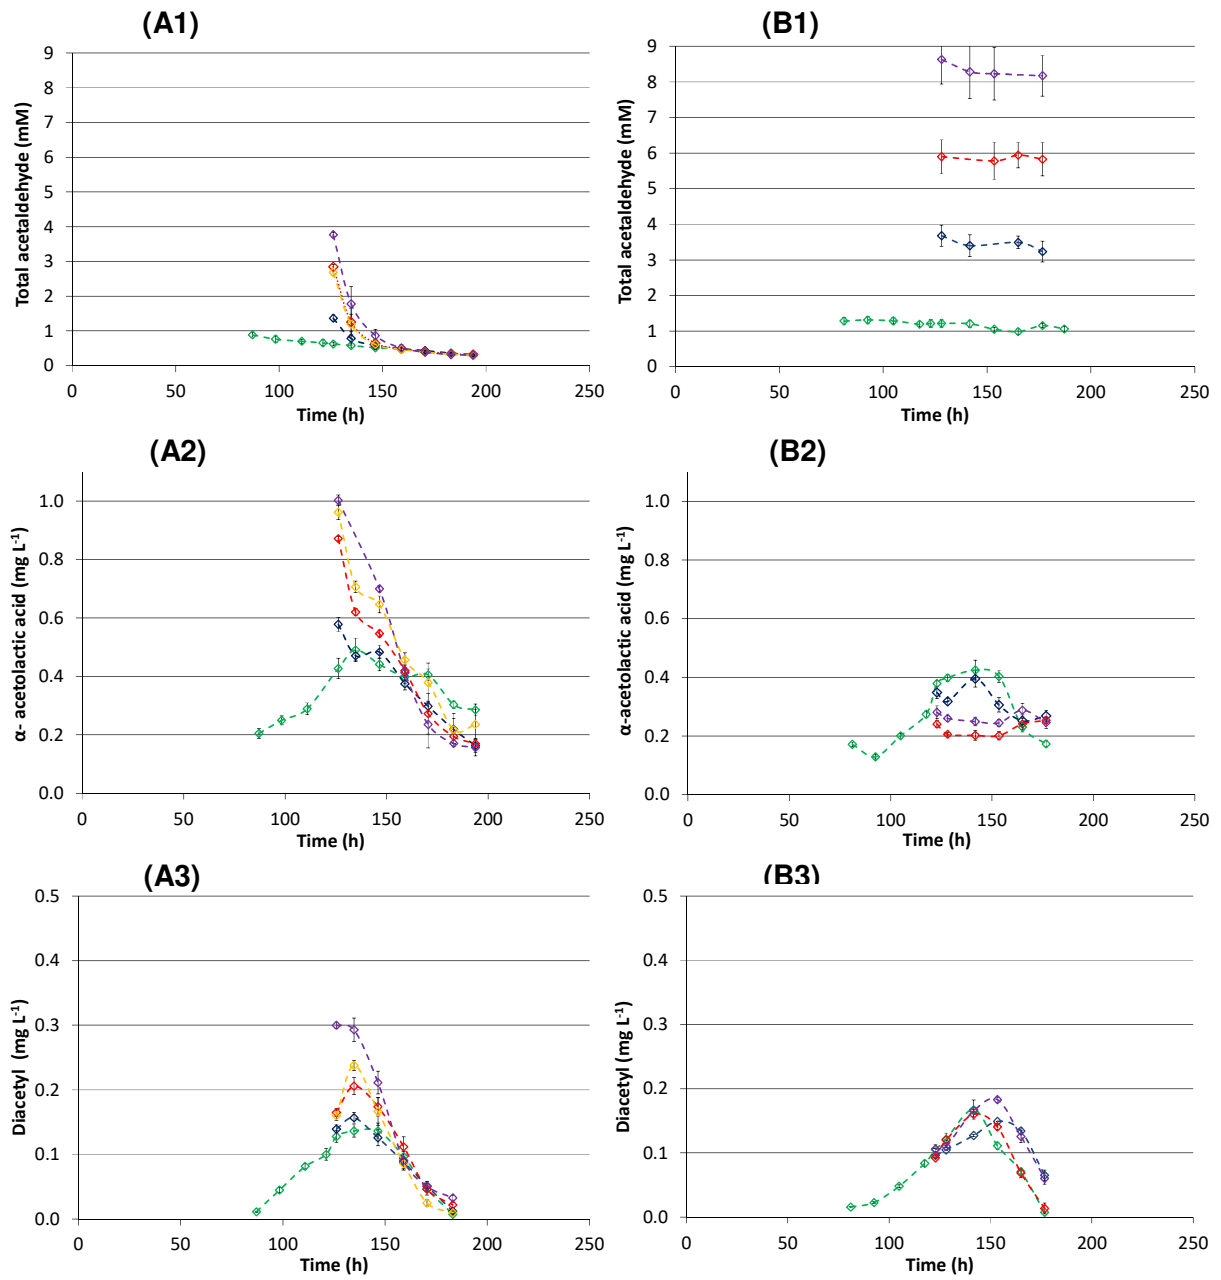 (A1)
Total acetaldehyde (mM)
9
8
7
6
5
4
3
2
1
0
0 50 100 150 200 250
Time (h)
(B1)
Total acetaldehyde (mM)
9
8
7
6
5
4
3
2
1
0
0 50 100 150 200 250
Time (h)
(A2)
α- acetolactic acid (mg L⁻¹)
1.0
0.8
0.6
0.4
0.2
0.0
0 50 100 150 200 250
Time (h)
(B2)
α-acetolactic acid (mg L⁻¹)
1.0
0.8
0.6
0.4
0.2
0.0
0 50 100 150 200 250
Time (h)
(A3)
Diacetyl (mg L⁻¹)
0.5
0.4
0.3
0.2
0.1
0.0
0 50 100 150 200 250
Time (h)
(B3)
Diacetyl (mg L⁻¹)
0.5
0.4
0.3
0.2
0.1
0.0
0 50 100 150 200 250
Time (h)